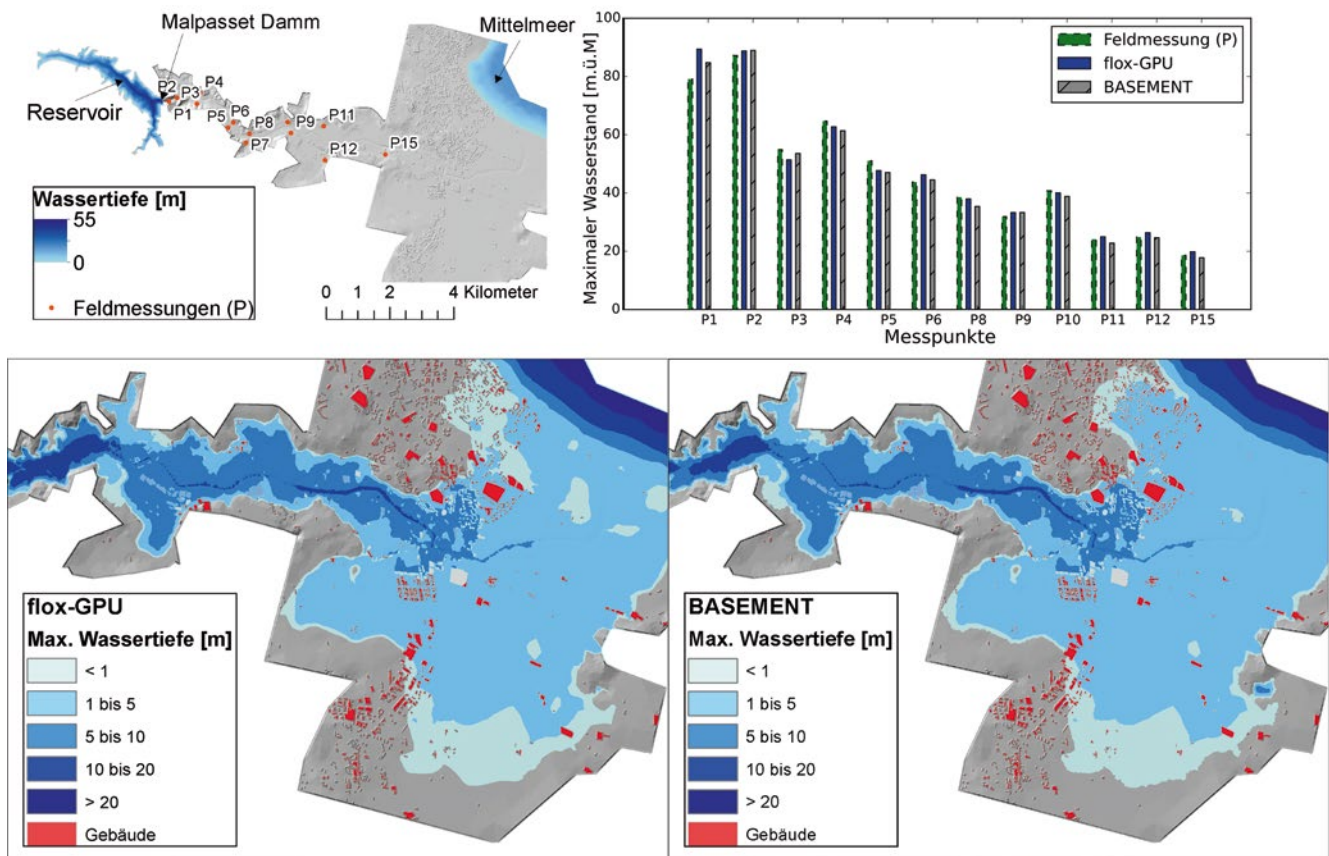 Malpasset Damm
Mittelmeer
P2
P3
P4
Reservoir
P1
P6
P5
P8
P9
P11
P7
P12
P15
Wassertiefe [m]
55
0
Feldmessungen (P)
0 1 2 4 Kilometer
Maximaler Wasserstand [m.ü.M]
100
80
60
40
20
0
Feldmessung (P)
flox-GPU
BASEMENT
P1 P2 P3 P4 P5 P6 P8 P9 P10 P11 P12 P15
Messpunkte
flox-GPU
Max. Wassertiefe [m]
< 1
1 bis 5
5 bis 10
10 bis 20
> 20
Gebäude
BASEMENT
Max. Wassertiefe [m]
< 1
1 bis 5
5 bis 10
10 bis 20
> 20
Gebäude